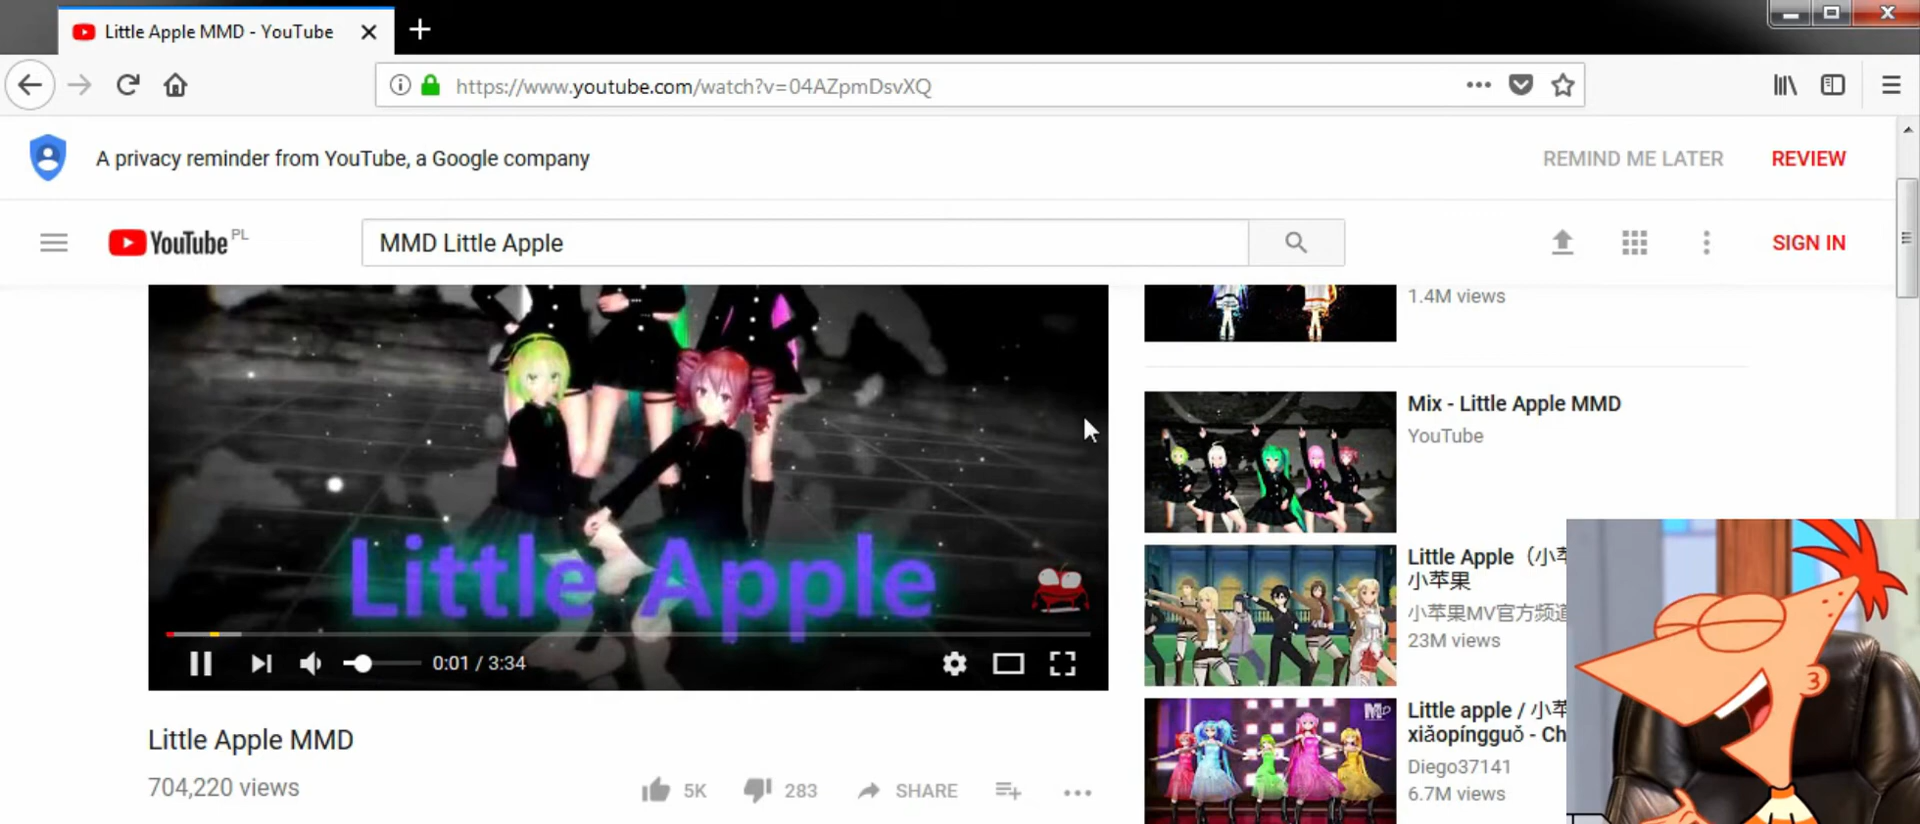 Little Apple MMD - YouTube
https://www.youtube.com/watch?v=04AZpmDsvXQ
A privacy reminder from YouTube, a Google company
REMIND ME LATER
REVIEW
YouTube PL
MMD Little Apple
SIGN IN
1.4M views
Little Apple
0:01 / 3:34
Mix - Little Apple MMD
YouTube
Little Apple（小苹
小苹果
小苹果MV官方频道
23M views
Little apple / 小苹
xiǎopíngguǒ - Ch
Diego37141
6.7M views
Little Apple MMD
704,220 views
5K
283
SHARE